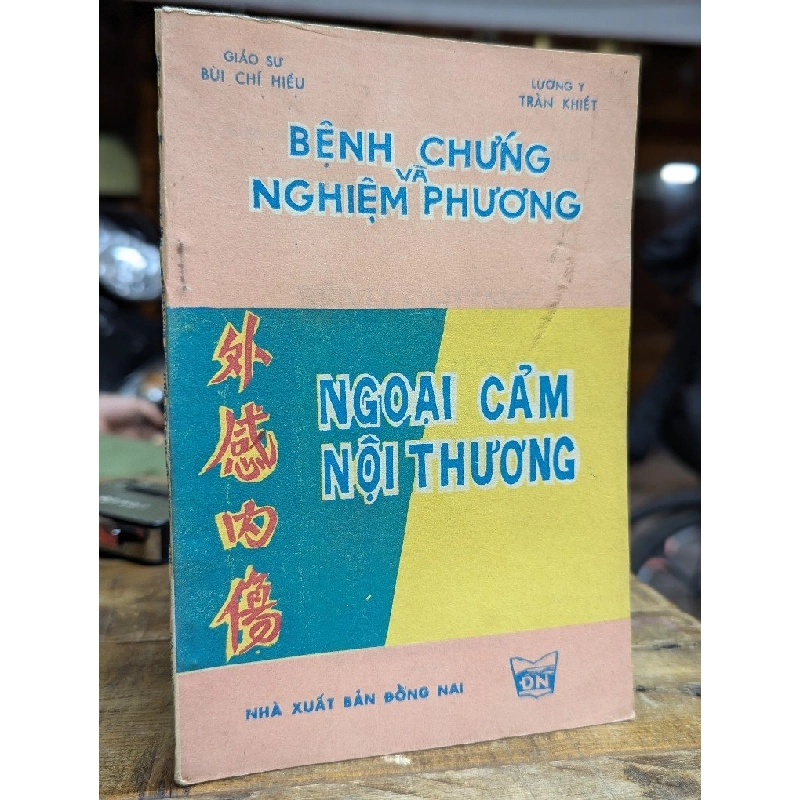 GIÁO SƯ
BÙI CHÍ HIẾU
LƯƠNG Y
TRẦN KHIẾT
BỆNH CHỨNG
VÀ
NGHIỆM PHƯƠNG
外感内傷
NGOẠI CẢM
NỘI THƯƠNG
NHÀ XUẤT BẢN ĐỒNG NAI
ĐN